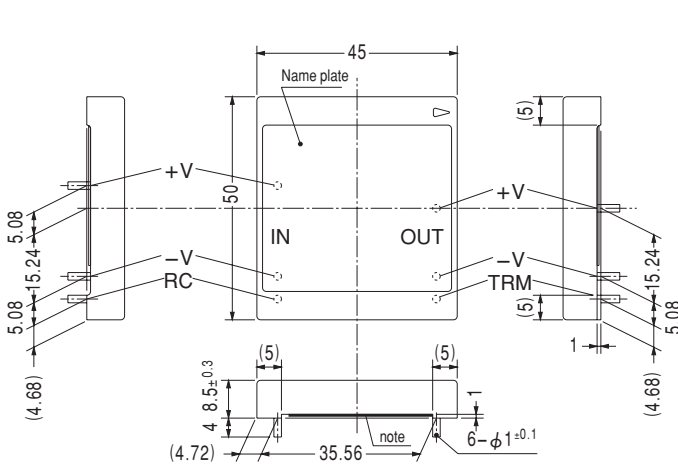 45
Name plate
(5)
+V
50
+V
5.08
IN
OUT
15.24
−V
−V
15.24
RC
TRM
5.08
(5)
5.08
1
(4.68)
(4.68)
(5)
(5)
8.5±0.3
1
4
note
6−φ1±0.1
(4.72)
35.56